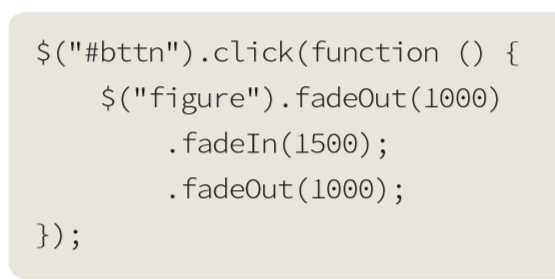 $("#bttn").click(function () {
    $("figure").fadeOut(1000)
        .fadeIn(1500);
        .fadeOut(1000);
});